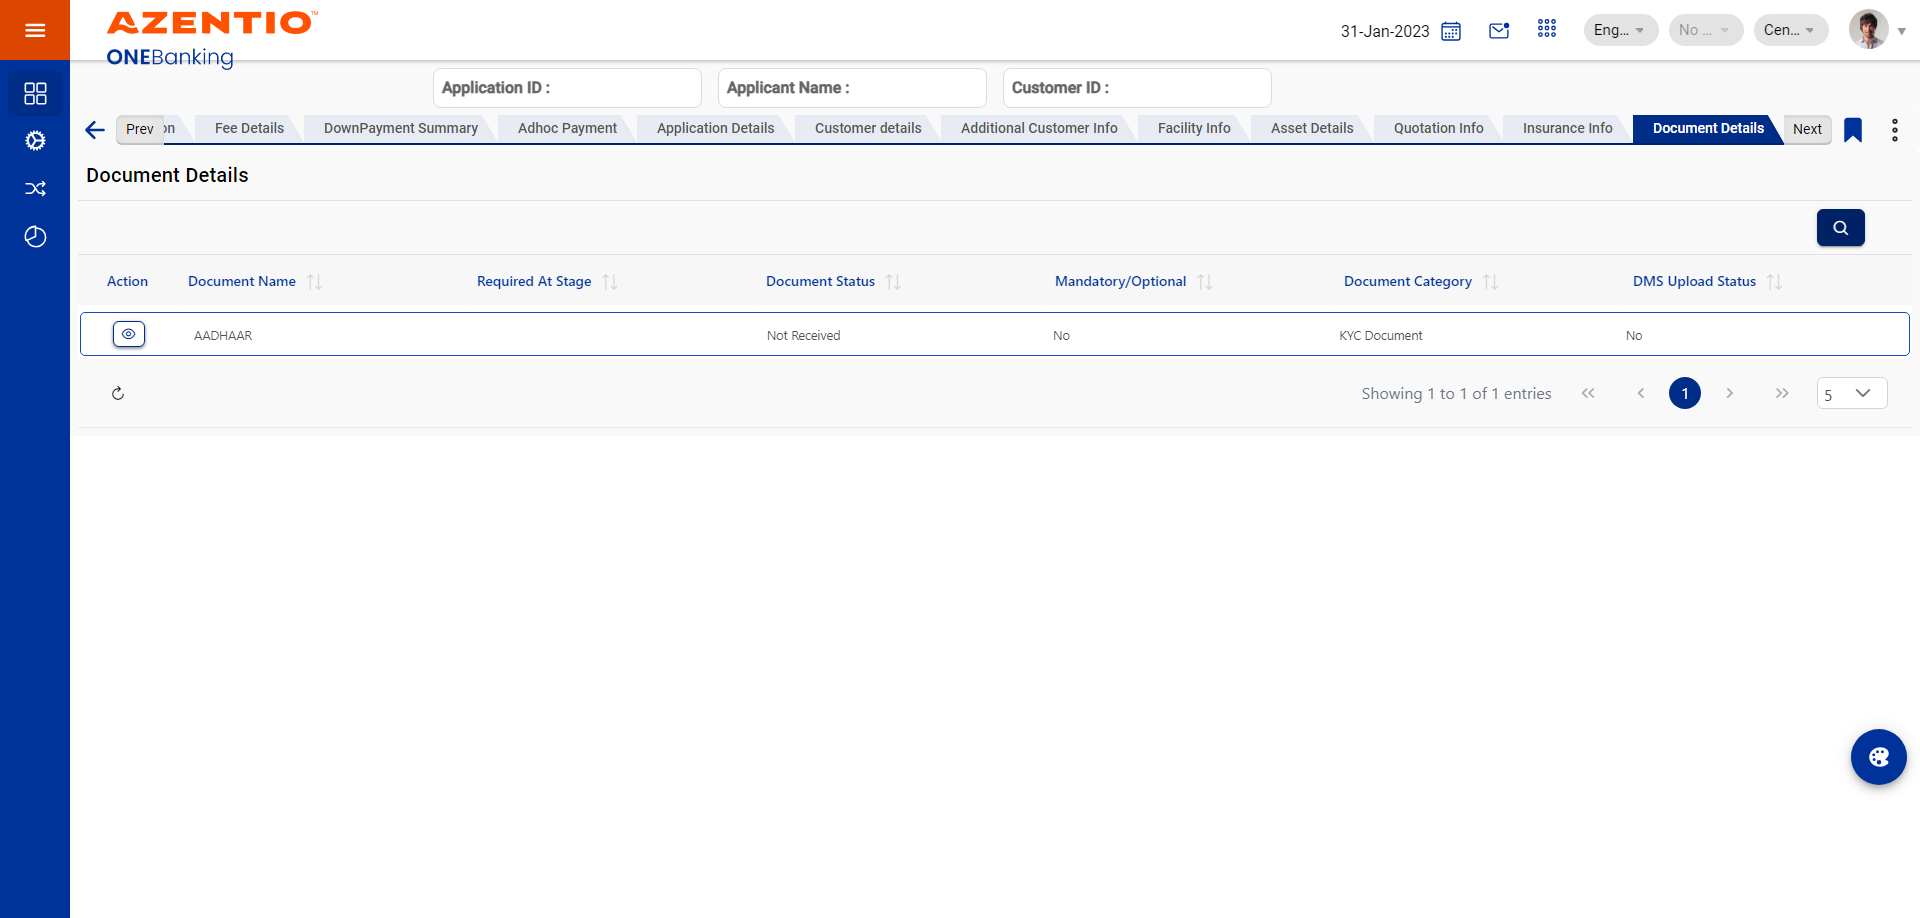 AZENTIO™
ONEBanking
31-Jan-2023
Eng...
No ...
Cen...
Application ID :
Applicant Name :
Customer ID :
Prev
on
Fee Details
DownPayment Summary
Adhoc Payment
Application Details
Customer details
Additional Customer Info
Facility Info
Asset Details
Quotation Info
Insurance Info
Document Details
Next
Document Details
Action
Document Name
Required At Stage
Document Status
Mandatory/Optional
Document Category
DMS Upload Status
AADHAAR
Not Received
No
KYC Document
No
Showing 1 to 1 of 1 entries
1
5